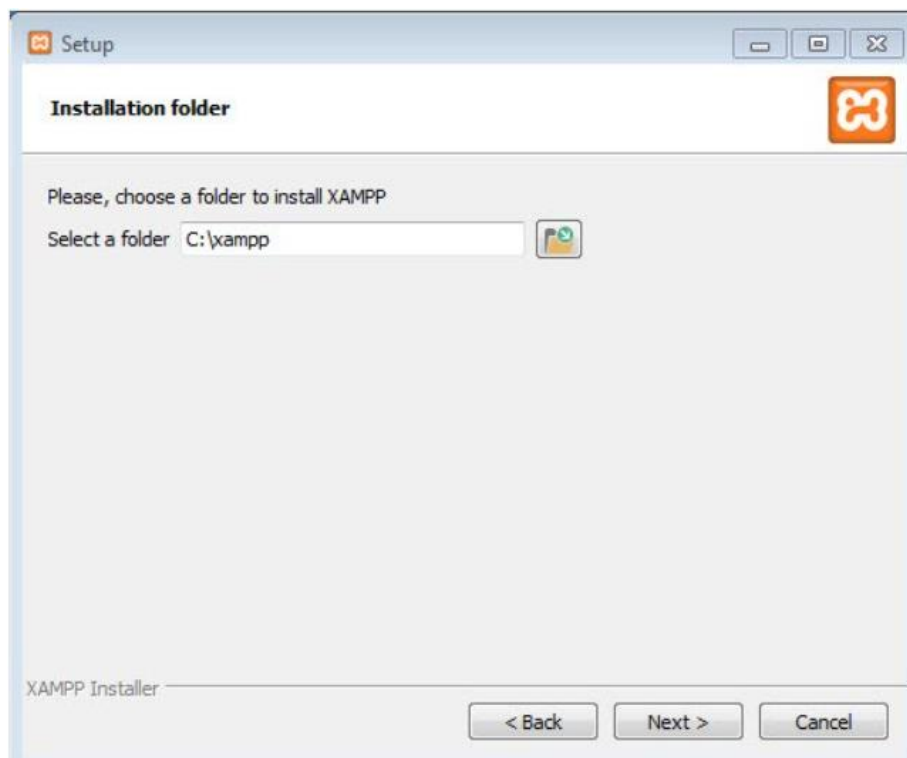 Setup
Installation folder
Please, choose a folder to install XAMPP
Select a folder C:\xampp
XAMPP Installer
< Back Next > Cancel